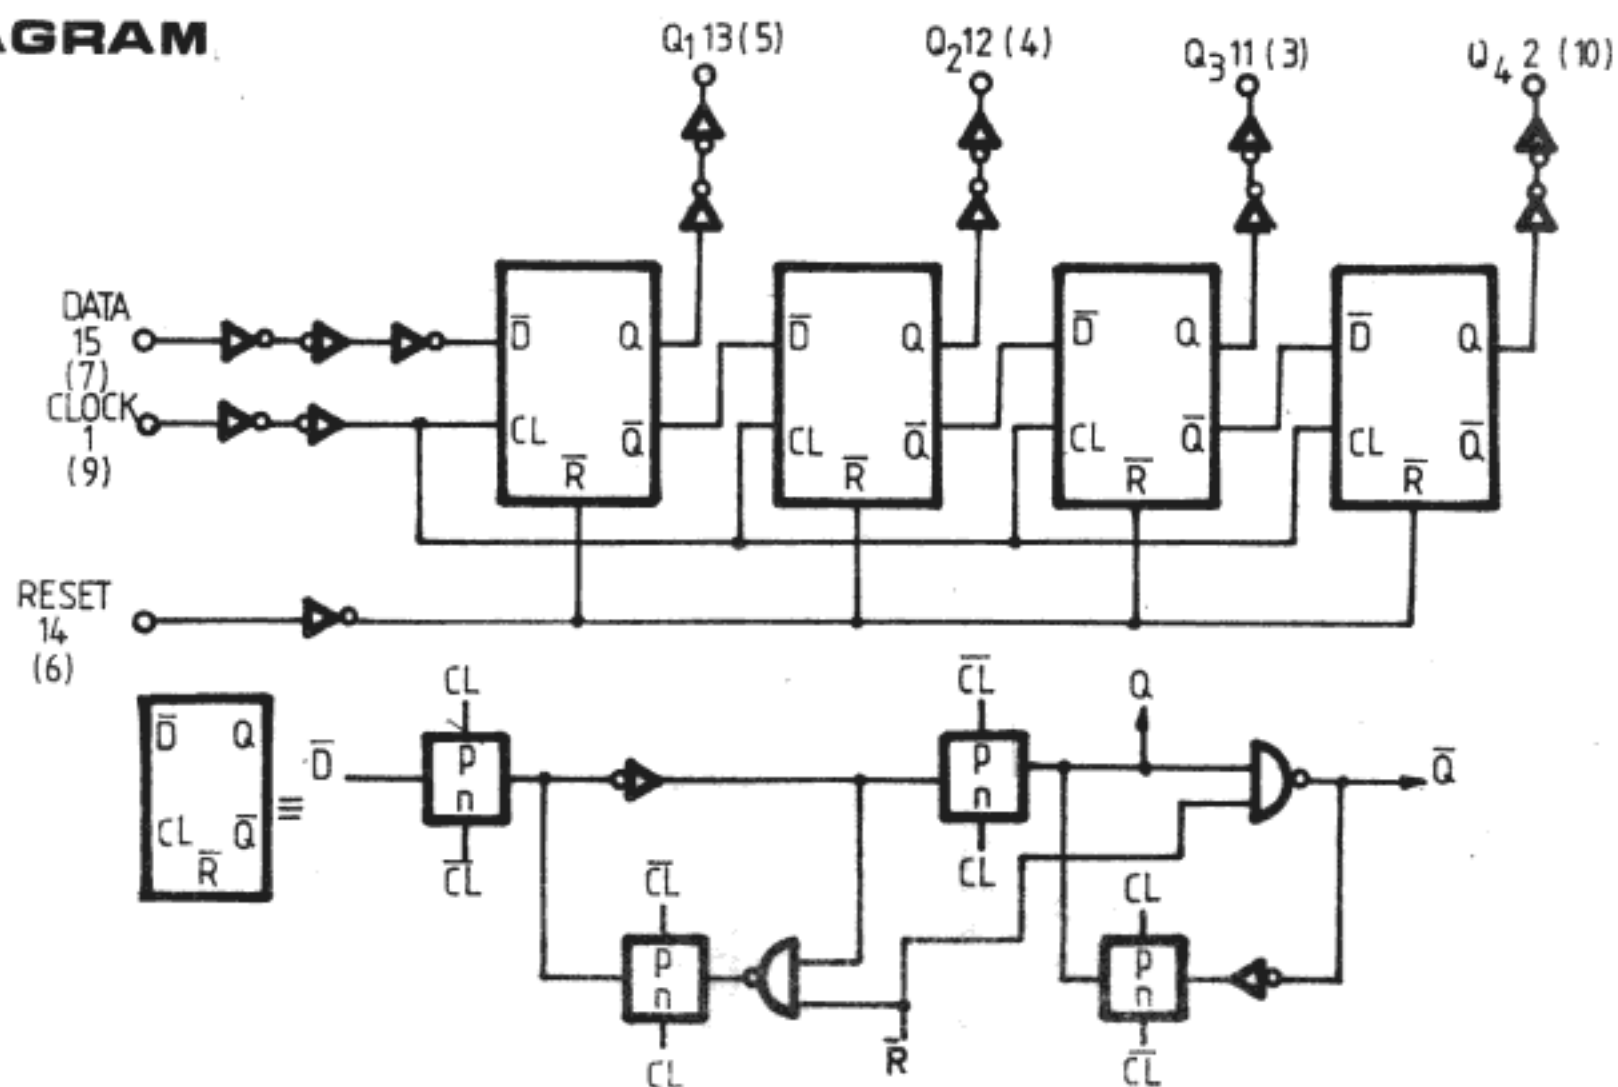 AGRAM
Q1 13(5)
Q2 12 (4)
Q3 11 (3)
Q4 2 (10)
DATA
15
(7)
D̅ Q
D̅ Q
D̅ Q
D̅ Q
CLOCK
1
(9)
CL Q̅
CL Q̅
CL Q̅
CL Q̅
R̅
R̅
R̅
R̅
RESET
14
(6)
D̅ Q
CL Q̅
R̅
≡
D̅
CL
p
n
C̅L̅
C̅L̅
p
n
CL
Q
Q̅
C̅L̅
p
n
CL
R̅
CL
p
n
C̅L̅